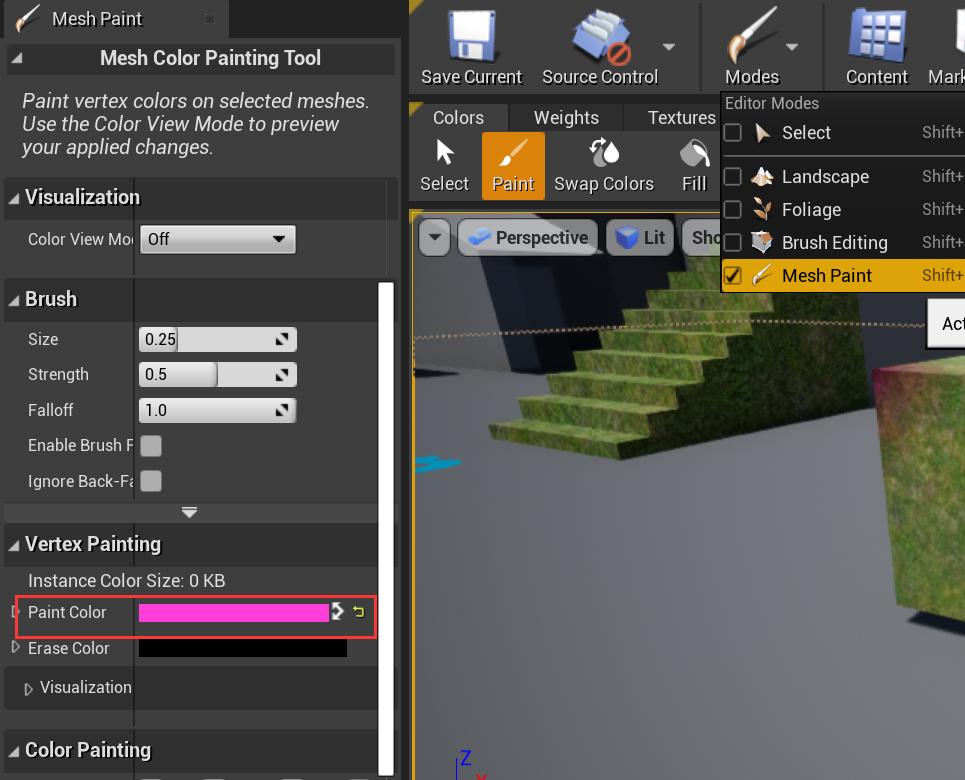 Mesh Paint
Mesh Color Painting Tool
Paint vertex colors on selected meshes.
Use the Color View Mode to preview
your applied changes.
Visualization
Color View Mo
Off
Brush
Size
0.25
Strength
0.5
Falloff
1.0
Enable Brush F
Ignore Back-Fa
Vertex Painting
Instance Color Size: 0 KB
Paint Color
Erase Color
Visualization
Color Painting
Save Current
Source Control
Modes
Content
Mark
Colors
Weights
Textures
Select
Paint
Swap Colors
Fill
Perspective
Lit
Sho
Editor Modes
Select Shift+
Landscape Shift+
Foliage Shift+
Brush Editing Shift+
Mesh Paint Shift+
Act
Z
X